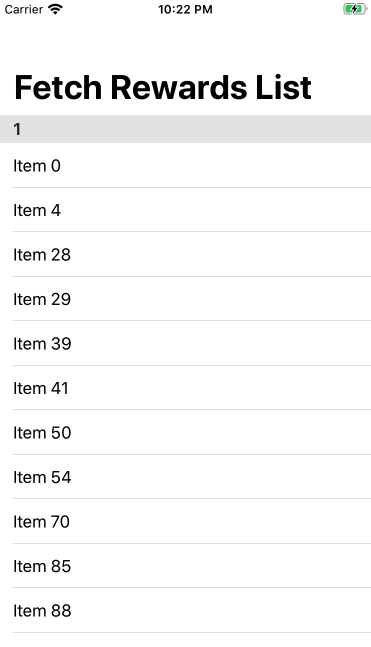 Carrier 10:22 PM
Fetch Rewards List
1
Item 0
Item 4
Item 28
Item 29
Item 39
Item 41
Item 50
Item 54
Item 70
Item 85
Item 88